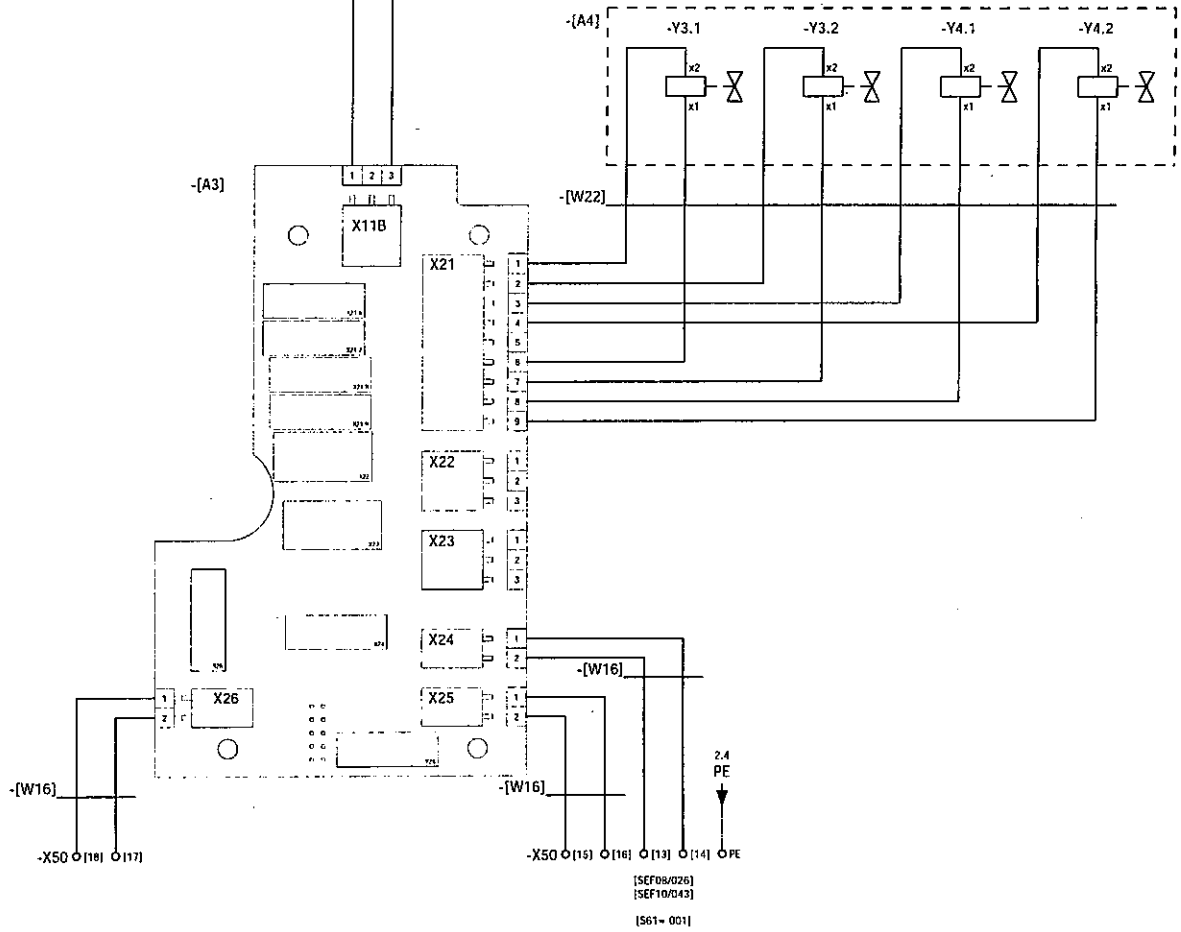 -[A4]
-Y3.1 -Y3.2 -Y4.1 -Y4.2
x2 x2 x2 x2
x1 x1 x1 x1
-[A3]
1 2 3
-[W22]
X11B
X21
1
2
3
4
5
6
7
8
9
X22
1
2
3
X23
1
2
3
X24
1
2
-[W16]
X26
1
2
X25
1
2
2.4
PE
-[W16]
-[W16]
-X50 [18] [17]
-X50 [15] [16] [13] [14] PE
[SEF08/026]
[SEF10/043]
[S61= 001]